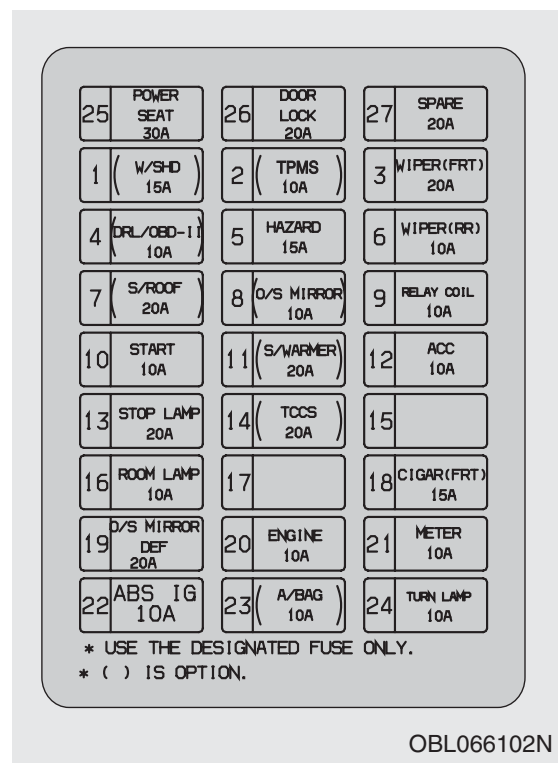 25 POWER SEAT 30A
26 DOOR LOCK 20A
27 SPARE 20A
1 ( W/SHD 15A )
2 ( TPMS 10A )
3 WIPER(FRT) 20A
4 (DRL/OBD-II 10A )
5 HAZARD 15A
6 WIPER(RR) 10A
7 ( S/ROOF 20A )
8 (O/S MIRROR 10A )
9 RELAY COIL 10A
10 START 10A
11 (S/WARMER 20A )
12 ACC 10A
13 STOP LAMP 20A
14 ( TCCS 20A )
15
16 ROOM LAMP 10A
17
18 CIGAR(FRT) 15A
19 O/S MIRROR DEF 20A
20 ENGINE 10A
21 METER 10A
22 ABS IG 10A
23 ( A/BAG 10A )
24 TURN LAMP 10A
* USE THE DESIGNATED FUSE ONLY.
* ( ) IS OPTION.
OBL066102N